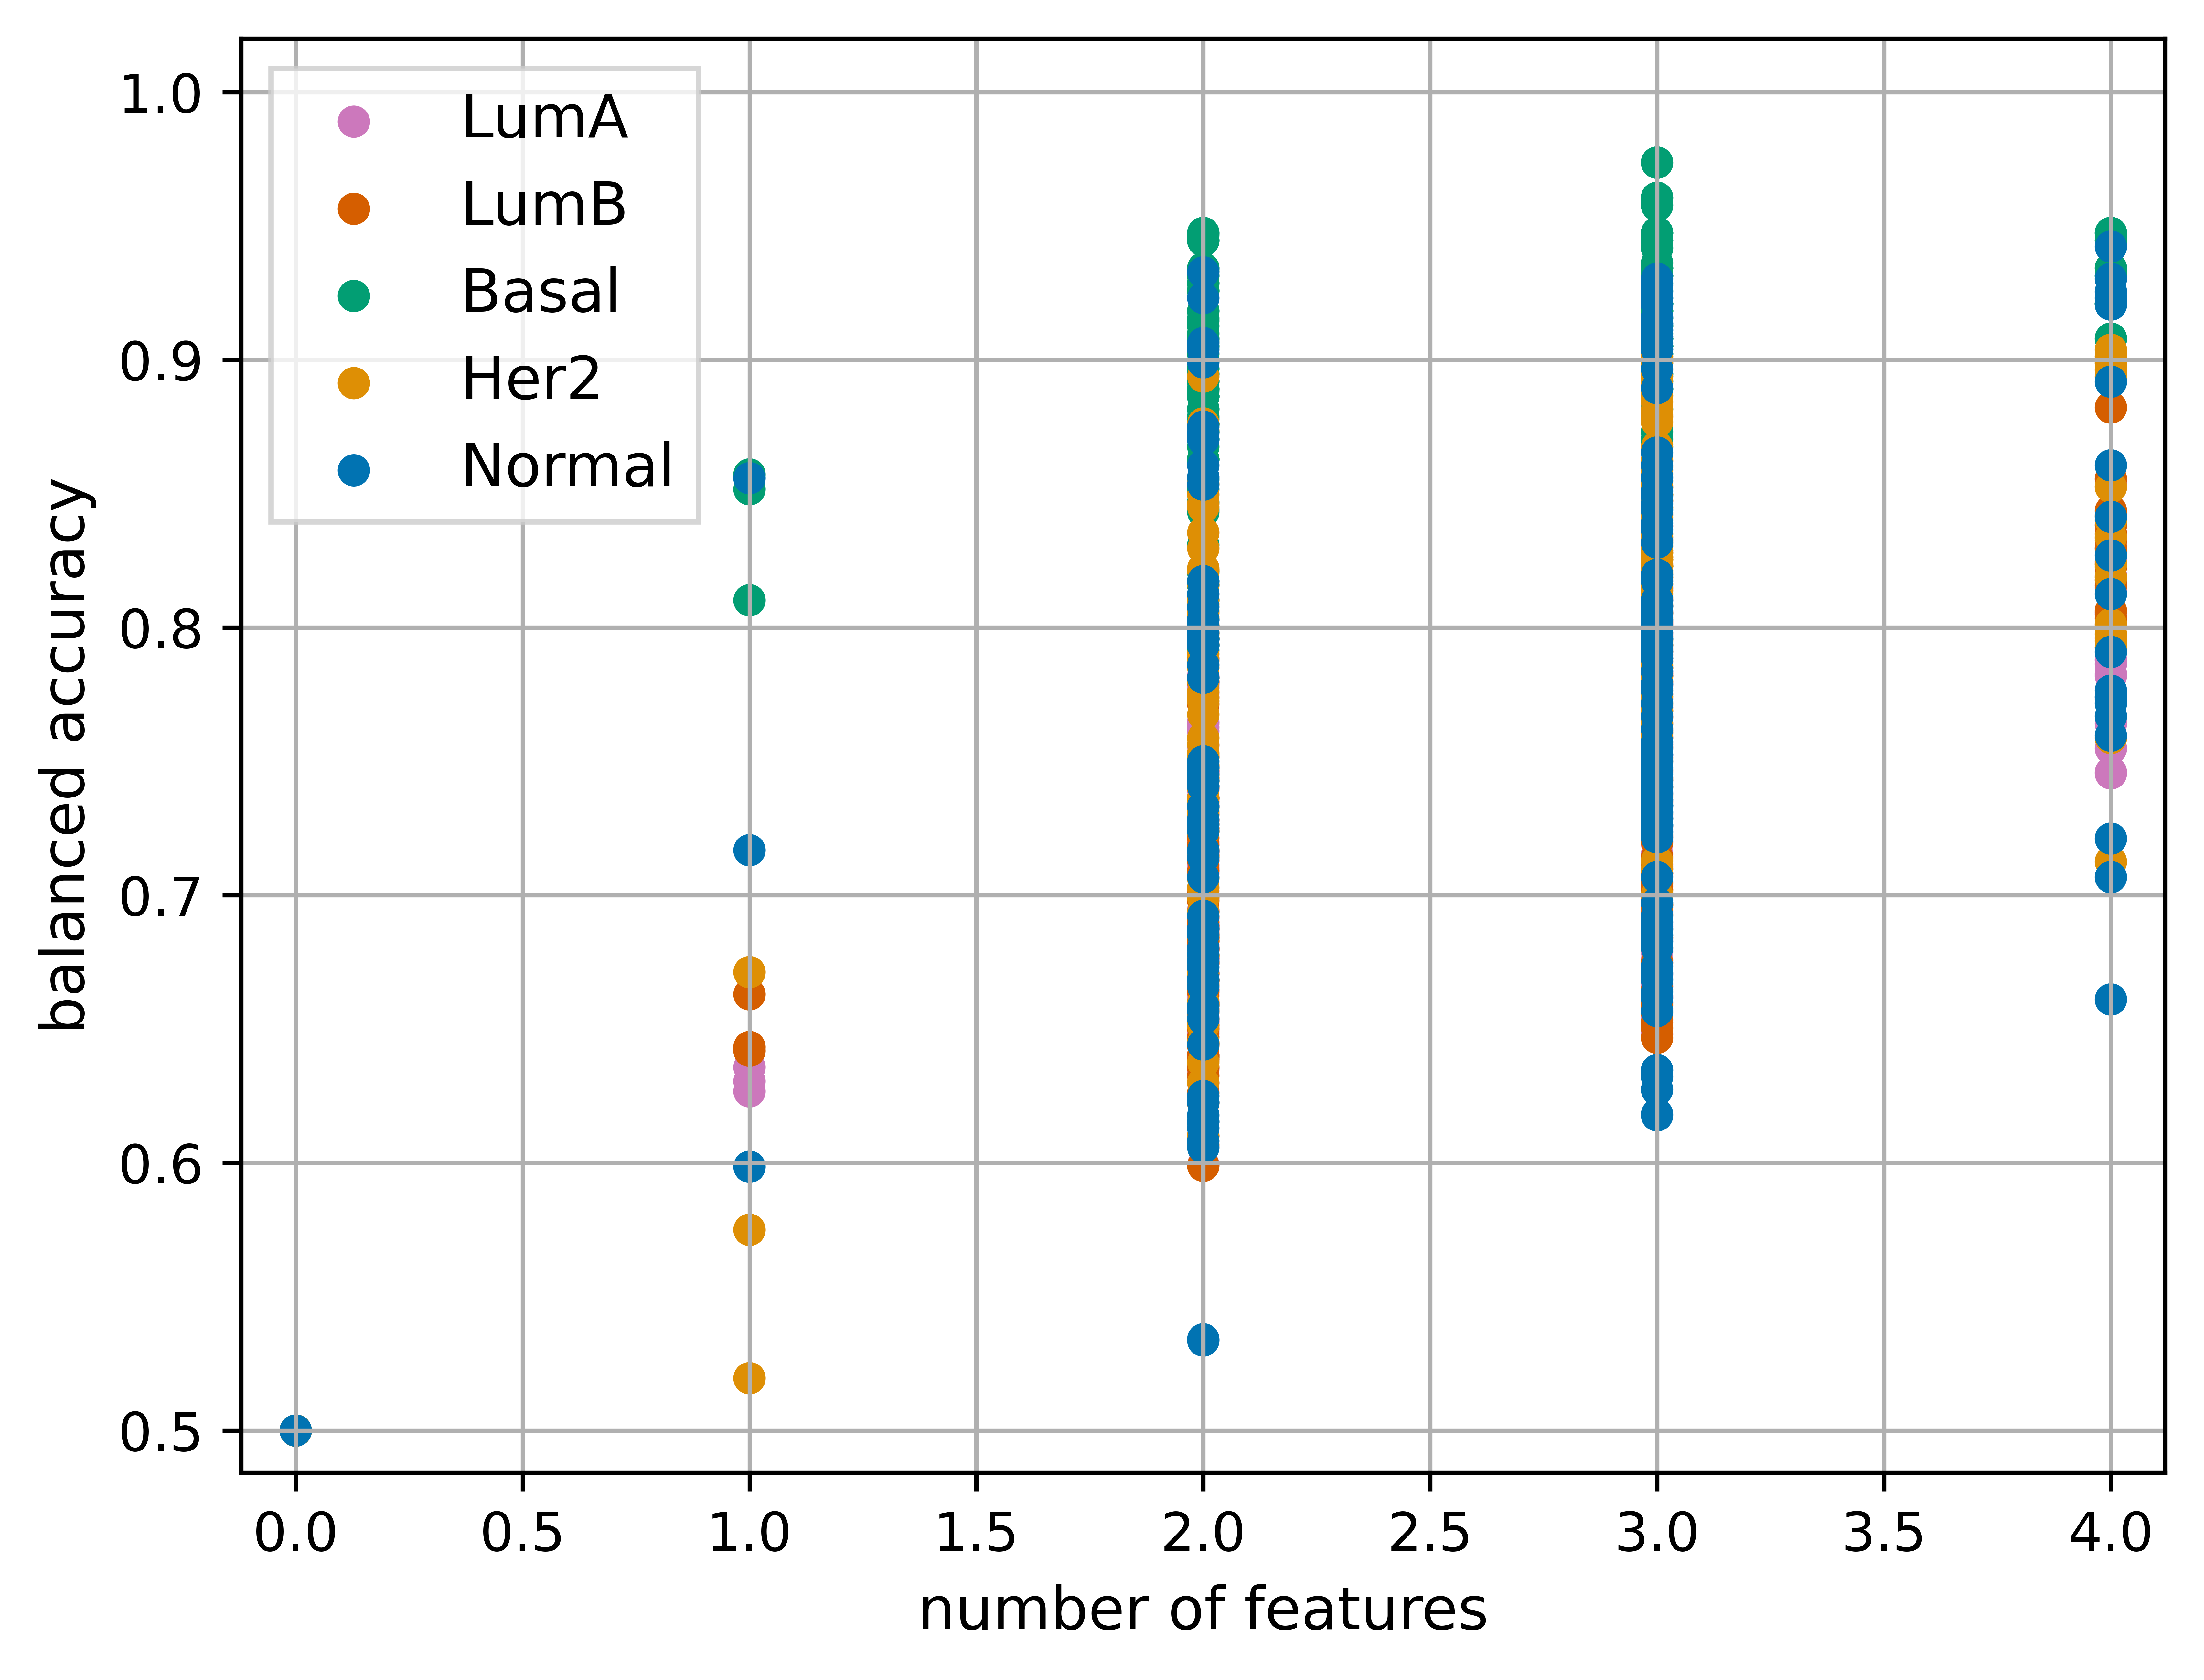 LumA
LumB
Basal
Her2
Normal
balanced accuracy
1.0
0.9
0.8
0.7
0.6
0.5
0.0 0.5 1.0 1.5 2.0 2.5 3.0 3.5 4.0
number of features